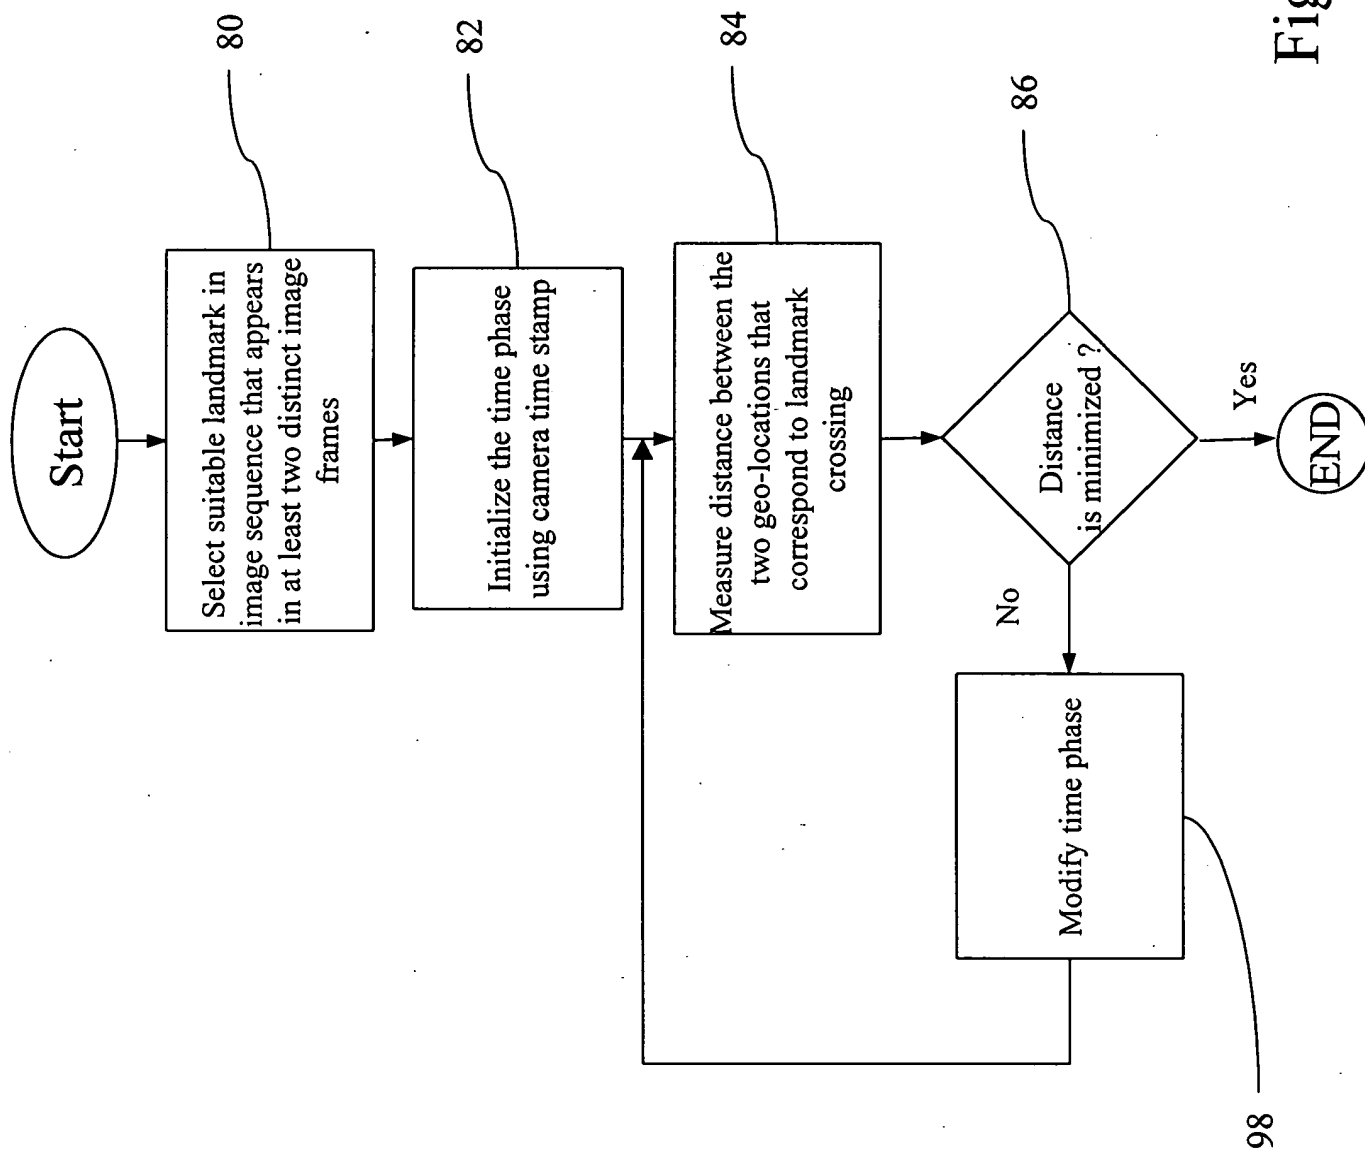 Start
80
Select suitable landmark in
image sequence that appears
in at least two distinct image
frames
82
Initialize the time phase
using camera time stamp
84
Measure distance between the
two geo-locations that
correspond to landmark
crossing
86
Distance
is minimized ?
No
Yes
Modify time phase
98
END
Fig